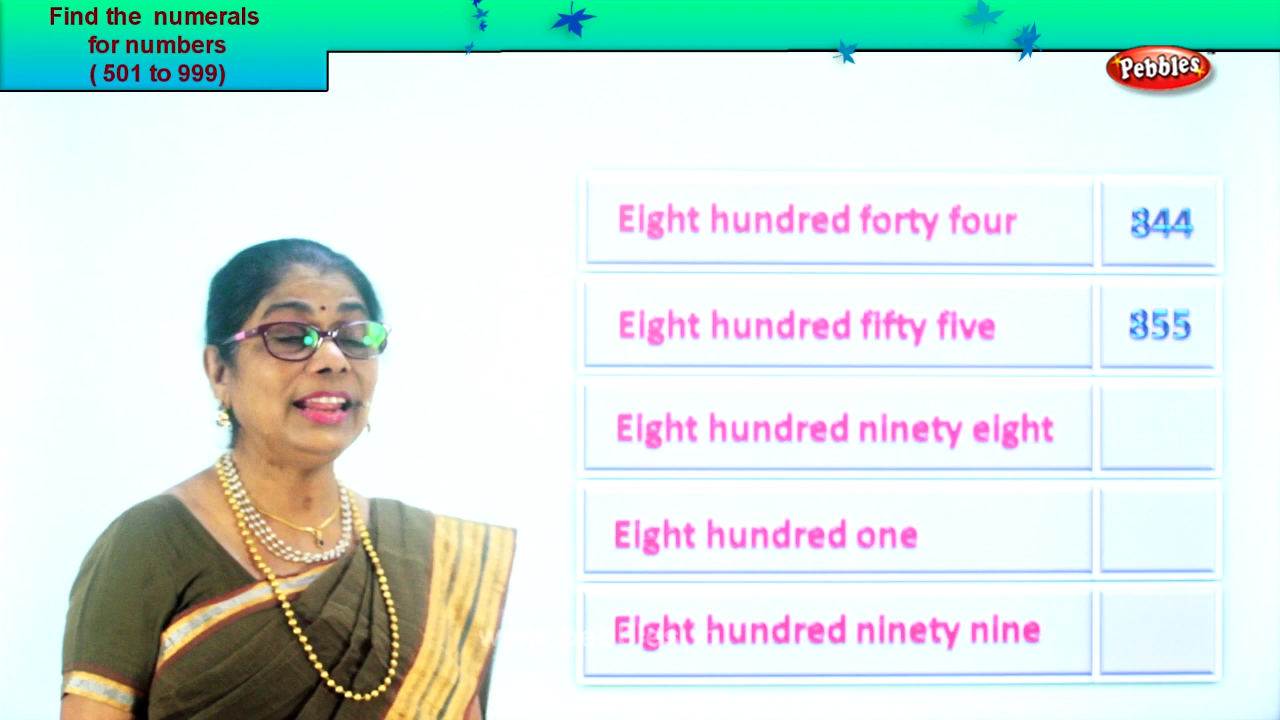 Find the numerals
for numbers
( 501 to 999)
Pebbles
Eight hundred forty four 844
Eight hundred fifty five 855
Eight hundred ninety eight
Eight hundred one
Eight hundred ninety nine